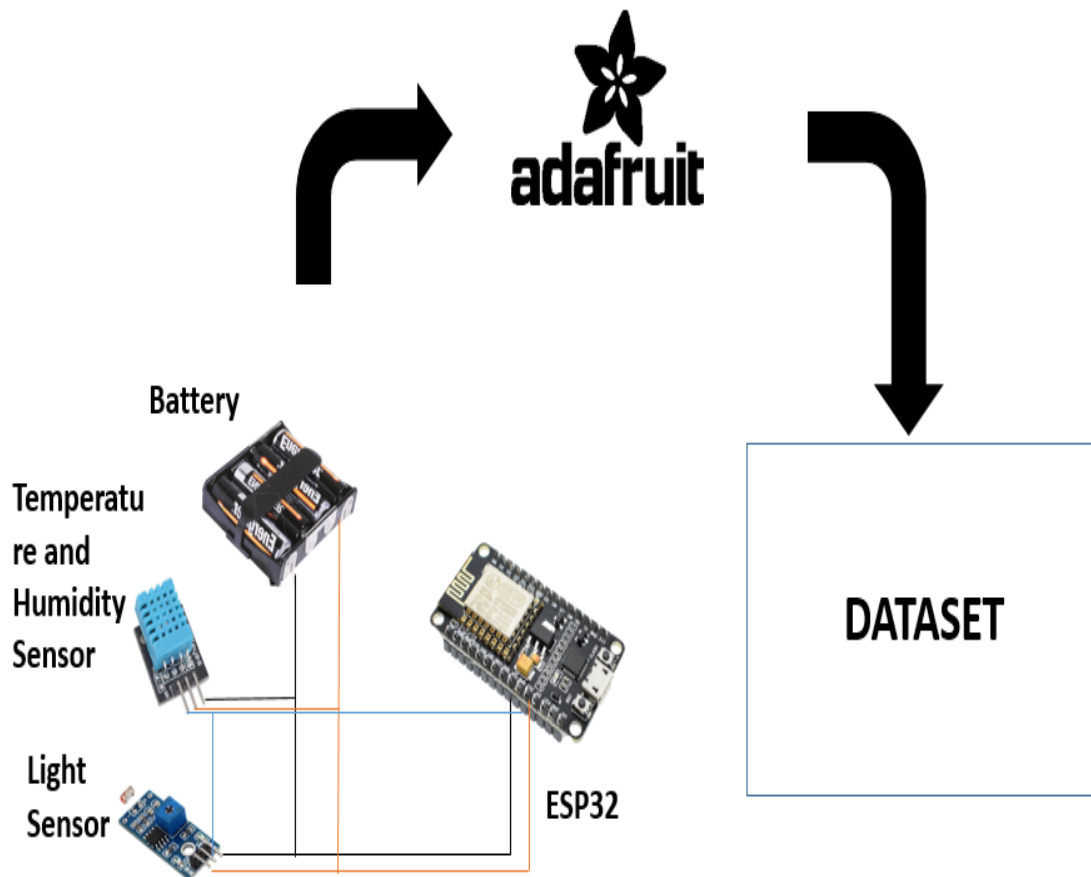 adafruit
Battery
Temperatu
re and
Humidity
Sensor
Light
Sensor
ESP32
DATASET